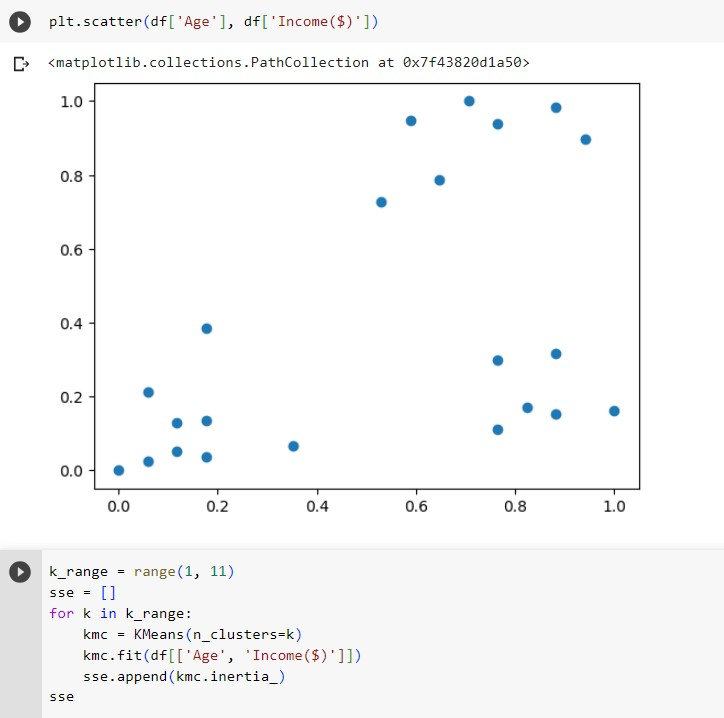 plt.scatter(df['Age'], df['Income($)'])
<matplotlib.collections.PathCollection at 0x7f43820d1a50>
1.0
0.8
0.6
0.4
0.2
0.0
0.0 0.2 0.4 0.6 0.8 1.0
k_range = range(1, 11)
sse = []
for k in k_range:
    kmc = KMeans(n_clusters=k)
    kmc.fit(df[['Age', 'Income($)']])
    sse.append(kmc.inertia_)
sse